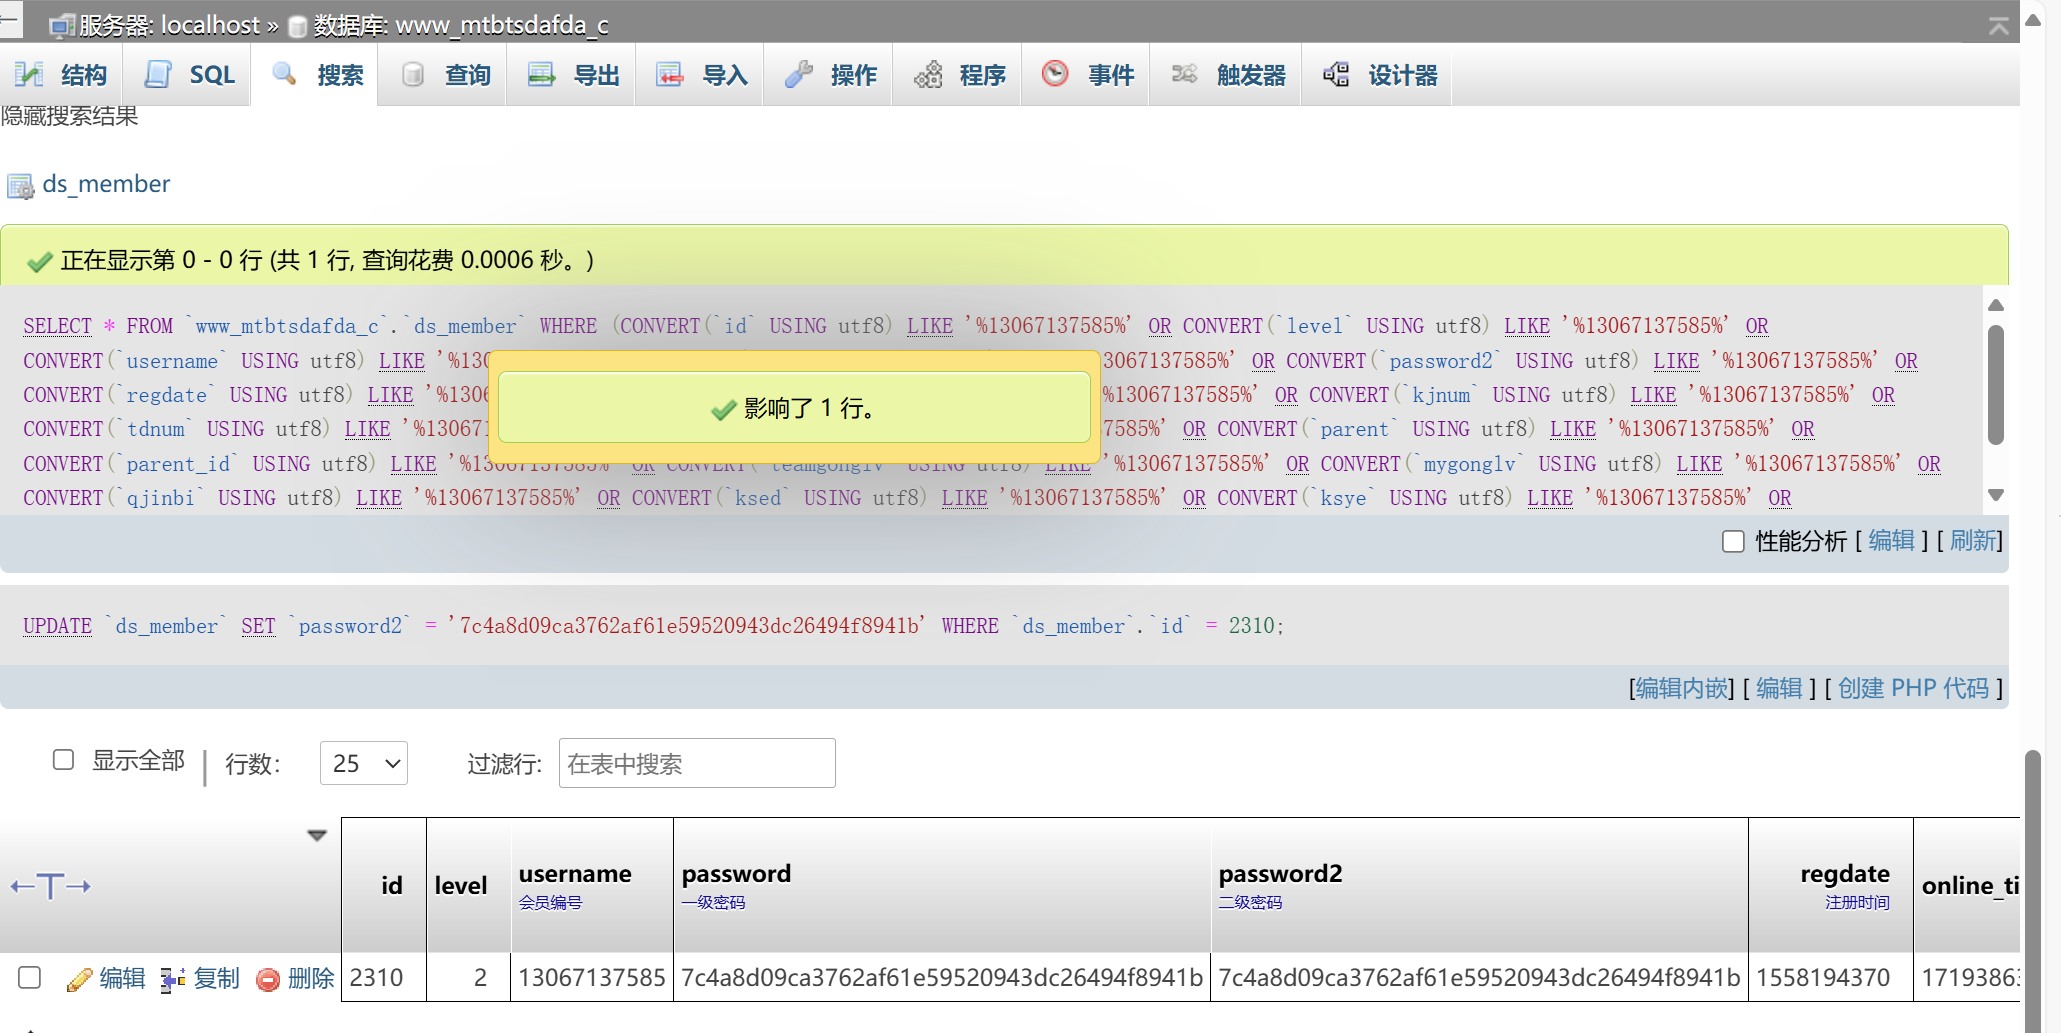 服务器: localhost » 数据库: www_mtbtsdafda_c
结构 SQL 搜索 查询 导出 导入 操作 程序 事件 触发器 设计器
隐藏搜索结果
ds_member
正在显示第 0 - 0 行 (共 1 行, 查询花费 0.0006 秒。)
SELECT * FROM `www_mtbtsdafda_c`.`ds_member` WHERE (CONVERT(`id` USING utf8) LIKE '%13067137585%' OR CONVERT(`level` USING utf8) LIKE '%13067137585%' OR
CONVERT(`username` USING utf8) LIKE '%130 3067137585%' OR CONVERT(`password2` USING utf8) LIKE '%13067137585%' OR
CONVERT(`regdate` USING utf8) LIKE '%130 %13067137585%' OR CONVERT(`kjnum` USING utf8) LIKE '%13067137585%' OR
影响了 1 行。
CONVERT(`tdnum` USING utf8) LIKE '%130671 7585%' OR CONVERT(`parent` USING utf8) LIKE '%13067137585%' OR
CONVERT(`parent_id` USING utf8) LIKE '%13067137585%' OR CONVERT(`teamgonglv` USING utf8) LIKE '%13067137585%' OR CONVERT(`mygonglv` USING utf8) LIKE '%13067137585%' OR
CONVERT(`qjinbi` USING utf8) LIKE '%13067137585%' OR CONVERT(`ksed` USING utf8) LIKE '%13067137585%' OR CONVERT(`ksye` USING utf8) LIKE '%13067137585%' OR
性能分析 [ 编辑 ] [ 刷新]
UPDATE `ds_member` SET `password2` = '7c4a8d09ca3762af61e59520943dc26494f8941b' WHERE `ds_member`.`id` = 2310;
[编辑内嵌] [ 编辑 ] [ 创建 PHP 代码 ]
显示全部 行数: 25 过滤行: 在表中搜索
id level username password password2 regdate online_ti
会员编号 一级密码 二级密码 注册时间
编辑 复制 删除 2310 2 13067137585 7c4a8d09ca3762af61e59520943dc26494f8941b 7c4a8d09ca3762af61e59520943dc26494f8941b 1558194370 1719386